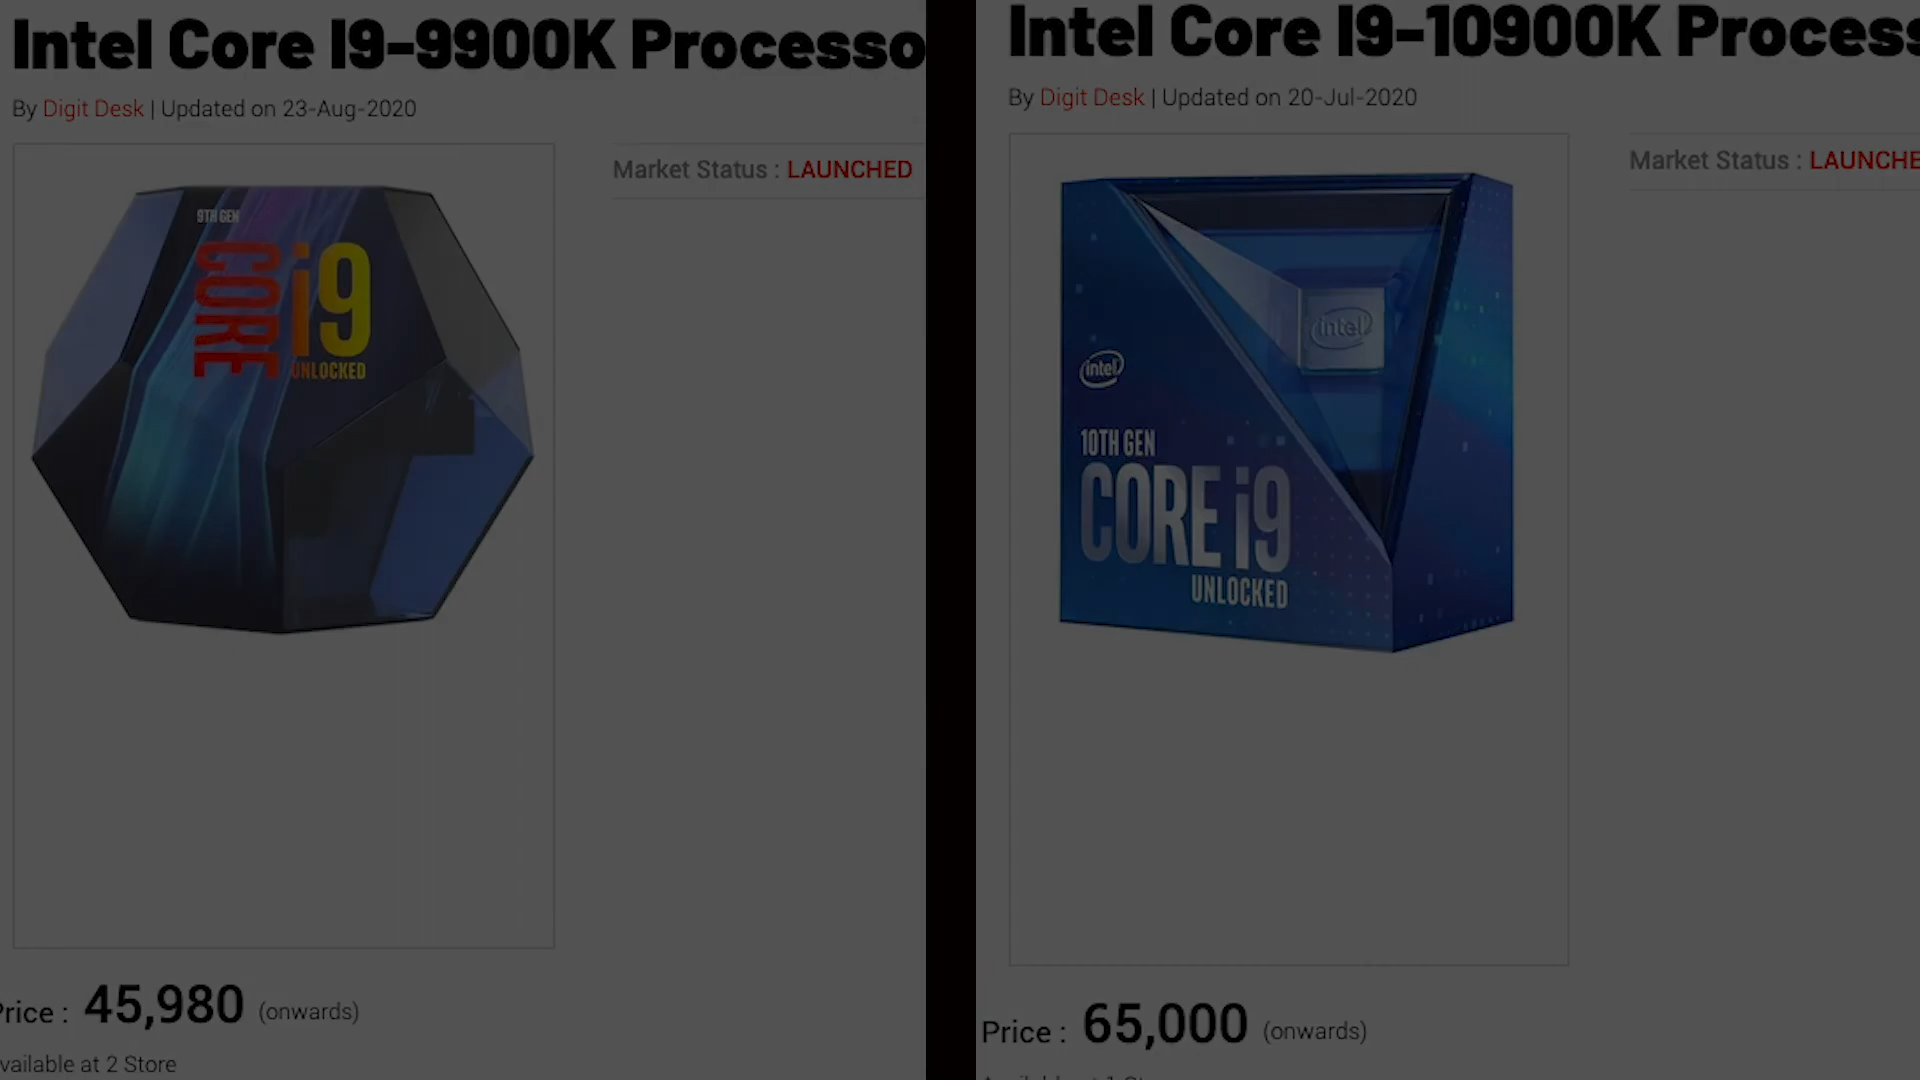 Intel Core I9-9900K Processo
By Digit Desk | Updated on 23-Aug-2020
Market Status : LAUNCHED
9TH GEN
CORE i9
UNLOCKED
Price : 45,980 (onwards)
vailable at 2 Store
Intel Core I9-10900K Process
By Digit Desk | Updated on 20-Jul-2020
Market Status : LAUNCHE
intel
intel
10TH GEN
CORE i9
UNLOCKED
Price : 65,000 (onwards)